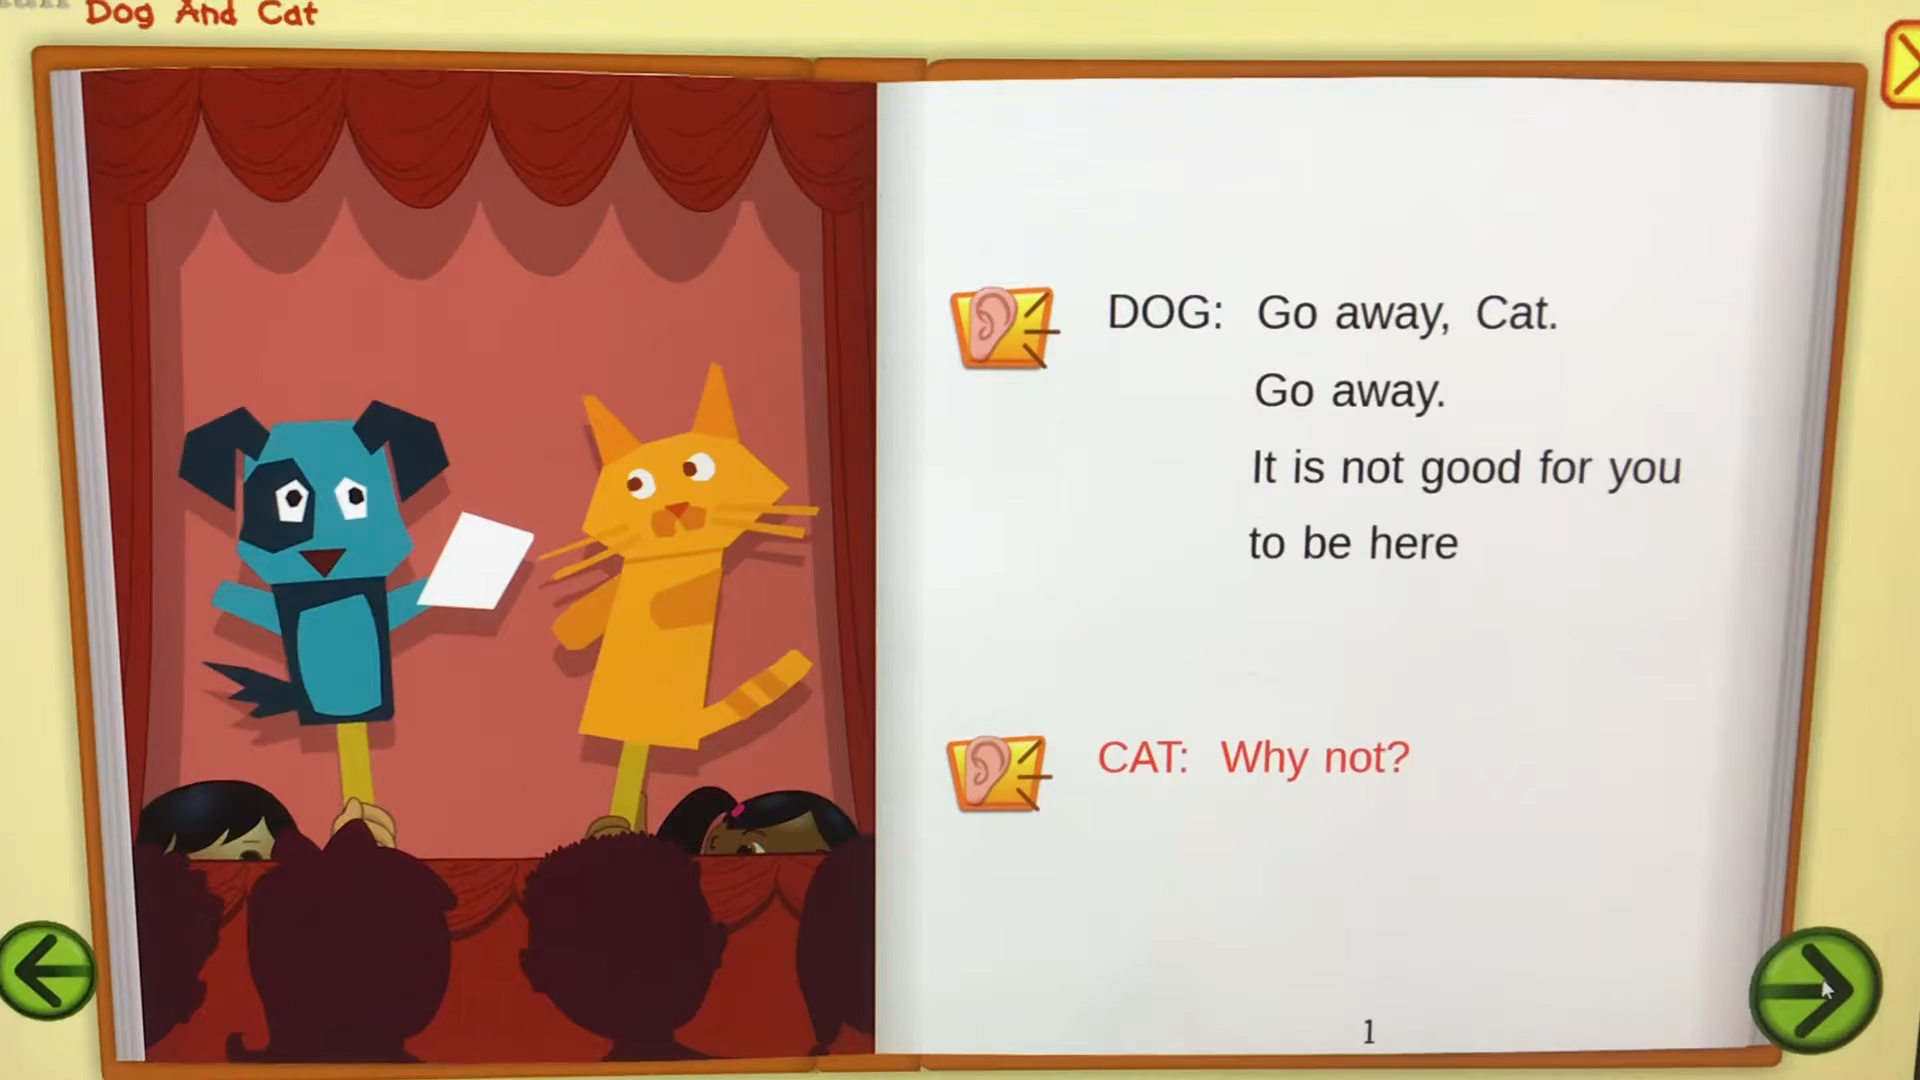 Dog And Cat
DOG: Go away, Cat.
Go away.
It is not good for you
to be here
CAT: Why not?
1